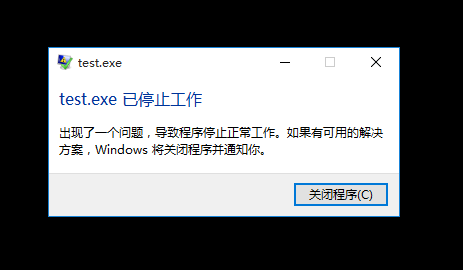 test.exe
test.exe 已停止工作
出现了一个问题，导致程序停止正常工作。如果有可用的解决
方案，Windows 将关闭程序并通知你。
关闭程序(C)